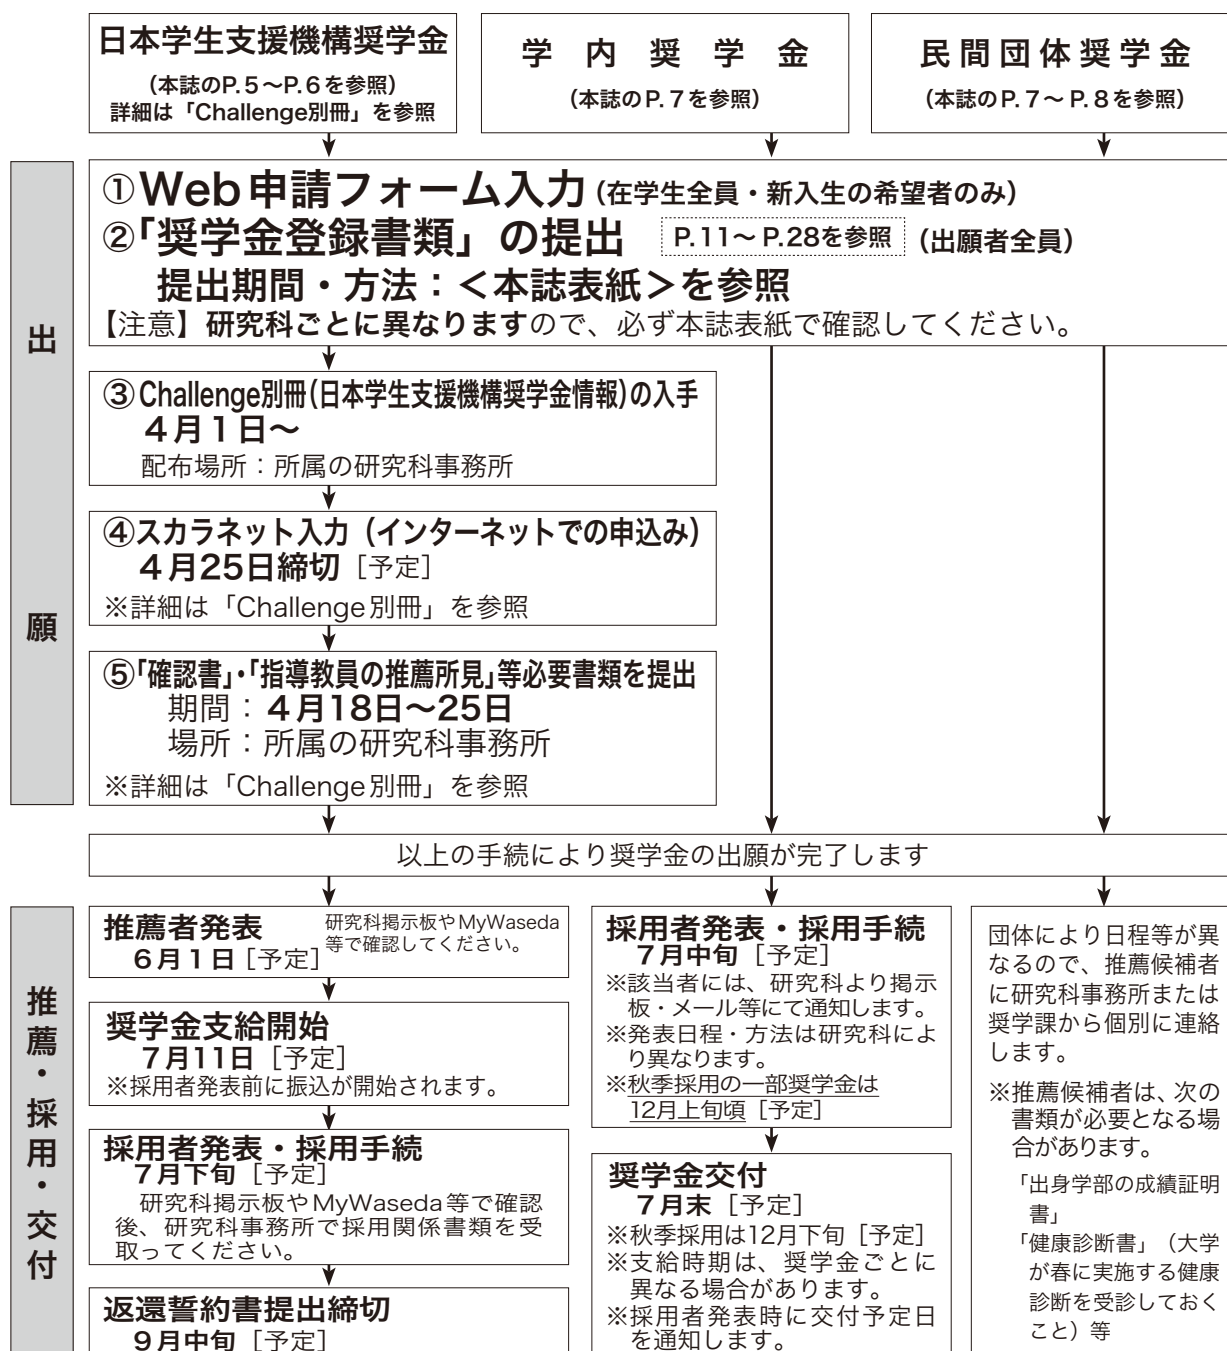 日本学生支援機構奨学金
（本誌のP.５～P.６を参照）
詳細は「Challenge別冊」を参照
学内奨学金
（本誌のP.７を参照）
民間団体奨学金
（本誌のP.７～P.８を参照）
出願
①Web申請フォーム入力（在学生全員・新入生の希望者のみ）
②「奨学金登録書類」の提出 P.11～P.28を参照（出願者全員）
提出期間・方法：＜本誌表紙＞を参照
【注意】研究科ごとに異なりますので、必ず本誌表紙で確認してください。
③Challenge別冊（日本学生支援機構奨学金情報）の入手
４月１日～
配布場所：所属の研究科事務所
④スカラネット入力（インターネットでの申込み）
４月25日締切［予定］
※詳細は「Challenge別冊」を参照
⑤「確認書」・「指導教員の推薦所見」等必要書類を提出
期間：４月18日～25日
場所：所属の研究科事務所
※詳細は「Challenge別冊」を参照
以上の手続により奨学金の出願が完了します
推薦・採用・交付
推薦者発表
６月１日［予定］
研究科掲示板やMyWaseda
等で確認してください。
奨学金支給開始
７月11日［予定］
※採用者発表前に振込が開始されます。
採用者発表・採用手続
７月下旬［予定］
研究科掲示板やMyWaseda等で確認
後、研究科事務所で採用関係書類を受
取ってください。
返還誓約書提出締切
９月中旬［予定］
採用者発表・採用手続
７月中旬［予定］
※該当者には、研究科より掲示
板・メール等にて通知します。
※発表日程・方法は研究科によ
り異なります。
※秋季採用の一部奨学金は
12月上旬頃［予定］
奨学金交付
７月末［予定］
※秋季採用は12月下旬［予定］
※支給時期は、奨学金ごとに
異なる場合があります。
※採用者発表時に交付予定日
を通知します。
団体により日程等が異
なるので、推薦候補者
に研究科事務所または
奨学課から個別に連絡
します。
※推薦候補者は、次の
書類が必要となる場
合があります。
「出身学部の成績証明
書」
「健康診断書」（大学
が春に実施する健康
診断を受診しておく
こと）等